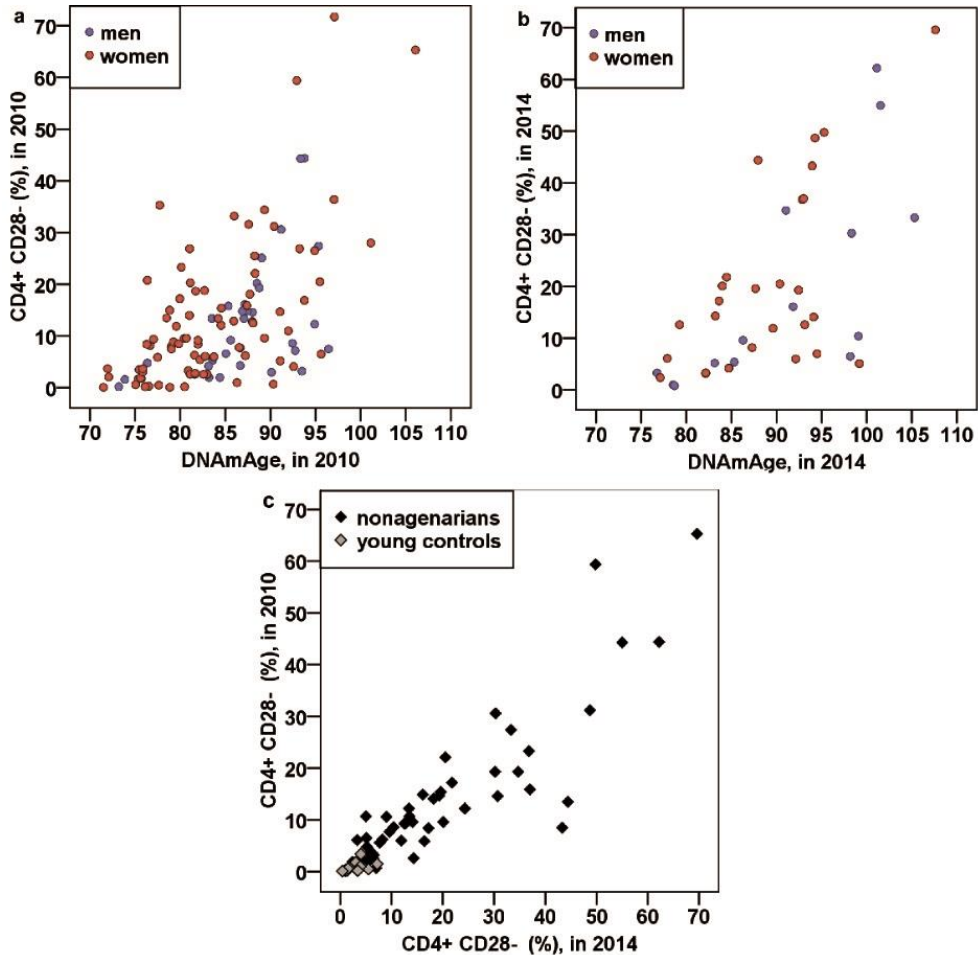 a
men
women
CD4+ CD28- (%), in 2010
70
60
50
40
30
20
10
0
70 75 80 85 90 95 100 105 110
DNAmAge, in 2010
b
men
women
CD4+ CD28- (%), in 2014
70
60
50
40
30
20
10
0
70 75 80 85 90 95 100 105 110
DNAmAge, in 2014
c
nonagenarians
young controls
CD4+ CD28- (%), in 2010
70
60
50
40
30
20
10
0
0 10 20 30 40 50 60 70
CD4+ CD28- (%), in 2014